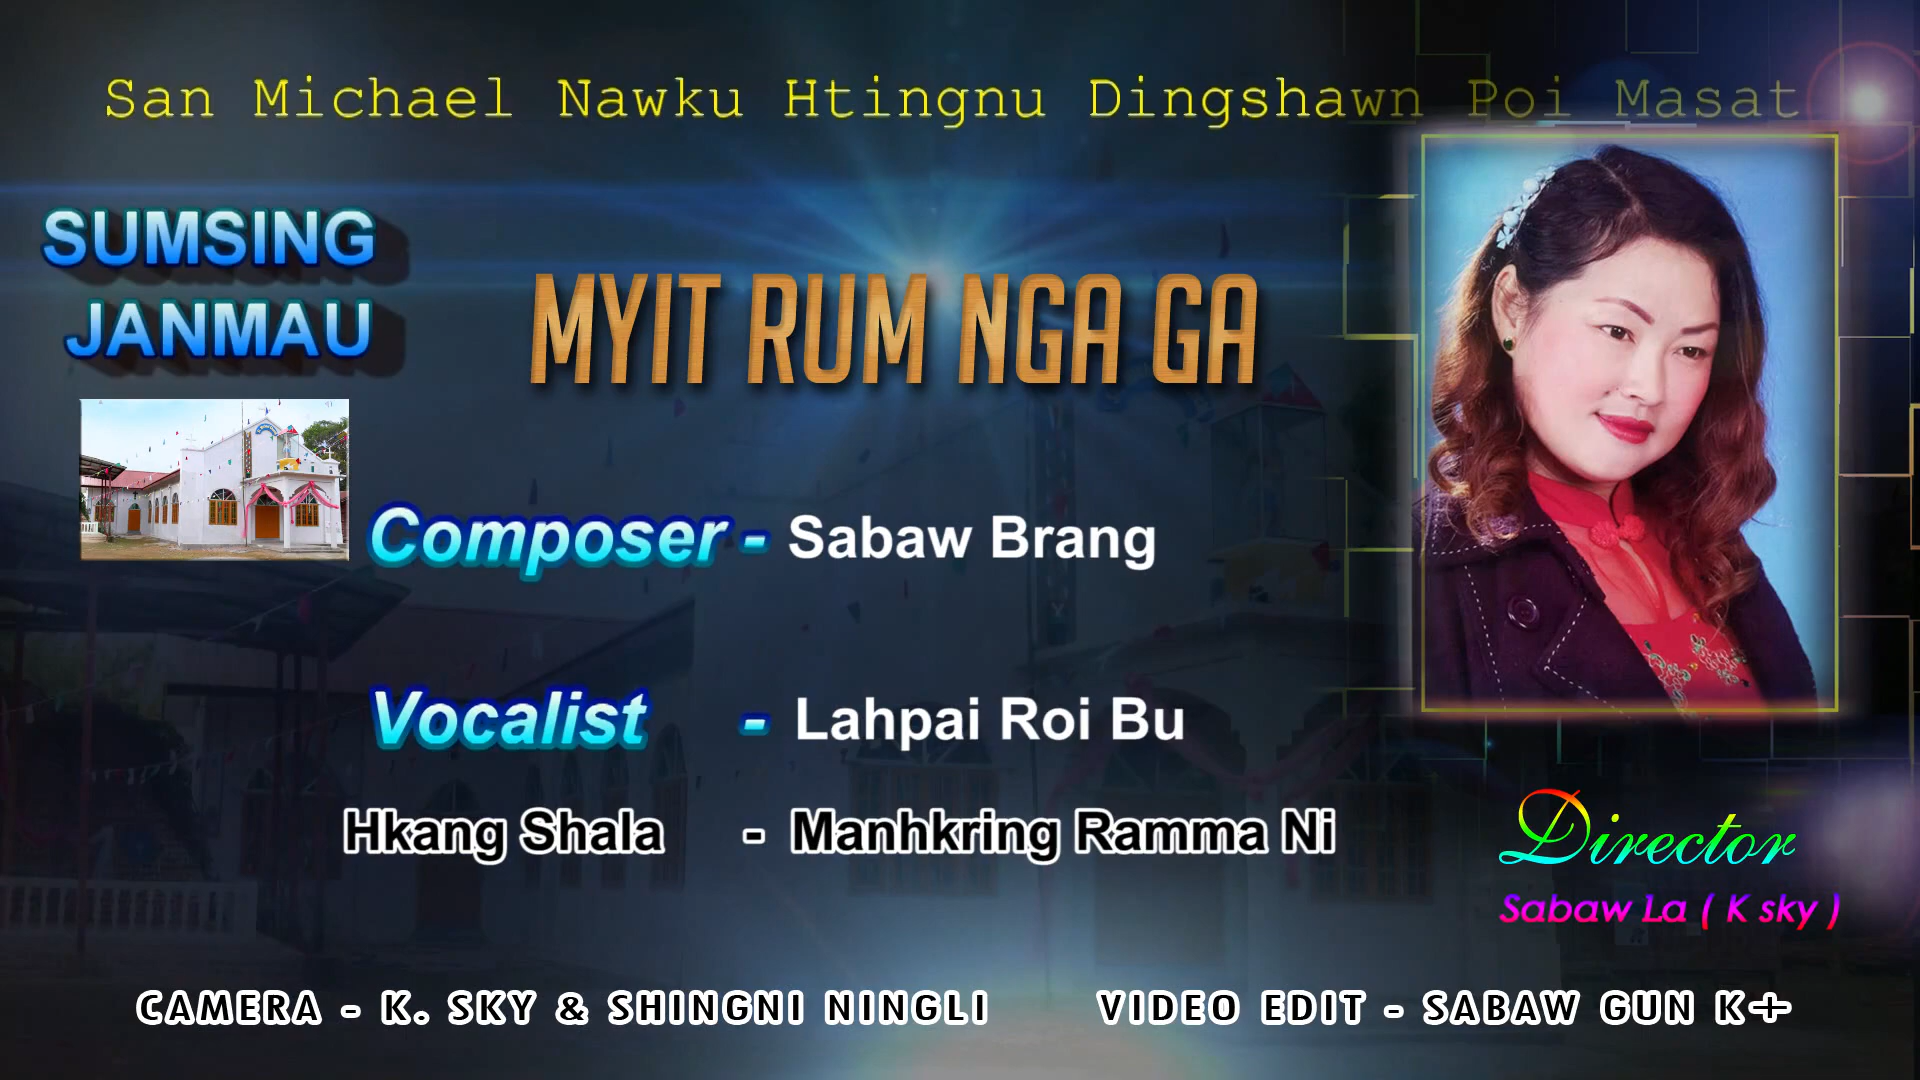 San Michael Nawku Htingnu Dingshawn Poi Masat
SUMSING
JANMAU
MYIT RUM NGA GA
Composer - Sabaw Brang
Vocalist - Lahpai Roi Bu
Hkang Shala - Manhkring Ramma Ni
Director
Sabaw La ( K sky )
CAMERA - K. SKY & SHINGNI NINGLI
VIDEO EDIT - SABAW GUN K+